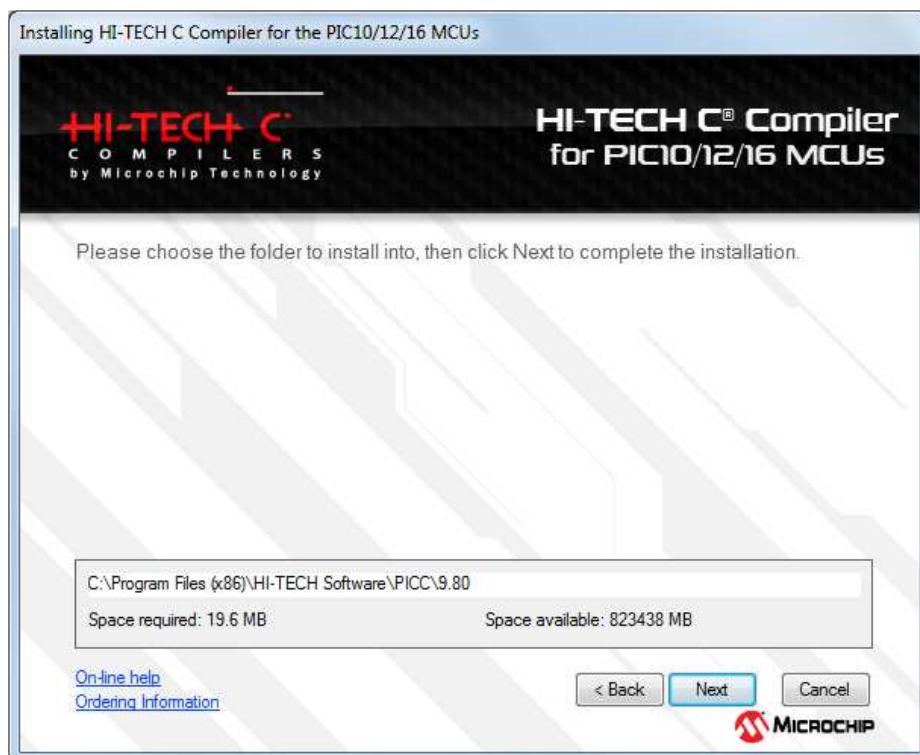 Installing HI-TECH C Compiler for the PIC10/12/16 MCUs
HI-TECH C
COMPILERS
by Microchip Technology
HI-TECH C® Compiler
for PIC10/12/16 MCUs
Please choose the folder to install into, then click Next to complete the installation.
C:\Program Files (x86)\HI-TECH Software\PICC\9.80
Space required: 19.6 MB Space available: 823438 MB
On-line help
Ordering Information
< Back Next Cancel
MICROCHIP